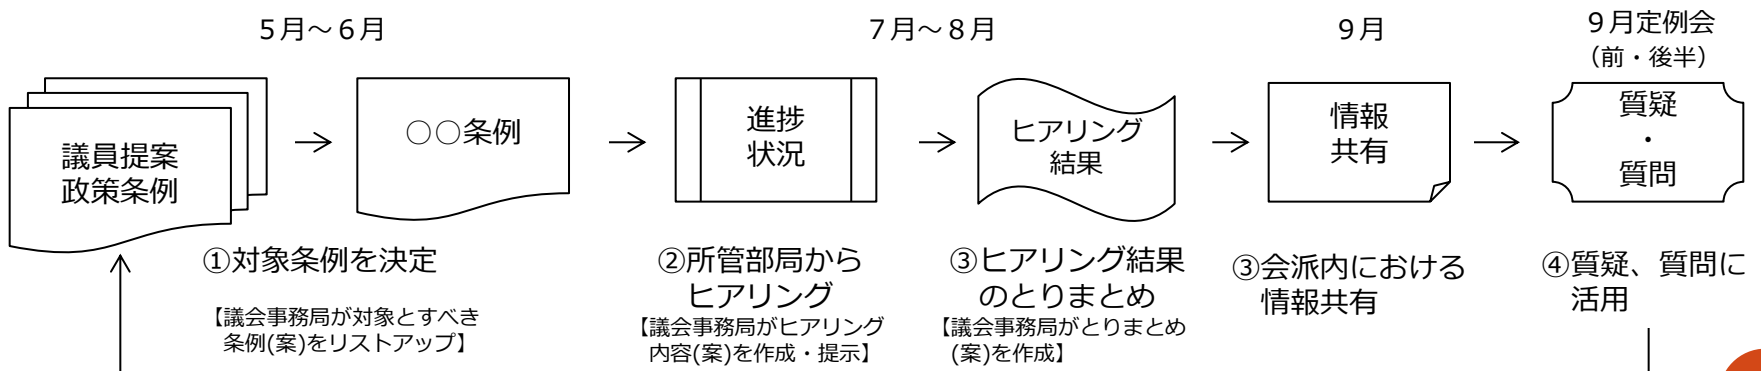 5月～6月
7月～8月
9月
9月定例会
（前・後半）
議員提案
政策条例
○○条例
進捗
状況
ヒアリング
結果
情報
共有
質疑
・
質問
①対象条例を決定
【議会事務局が対象とすべき
条例(案)をリストアップ】
②所管部局から
ヒアリング
【議会事務局がヒアリング
内容(案)を作成・提示】
③ヒアリング結果
のとりまとめ
【議会事務局がとりまとめ
(案)を作成】
③会派内における
情報共有
④質疑、質問に
活用